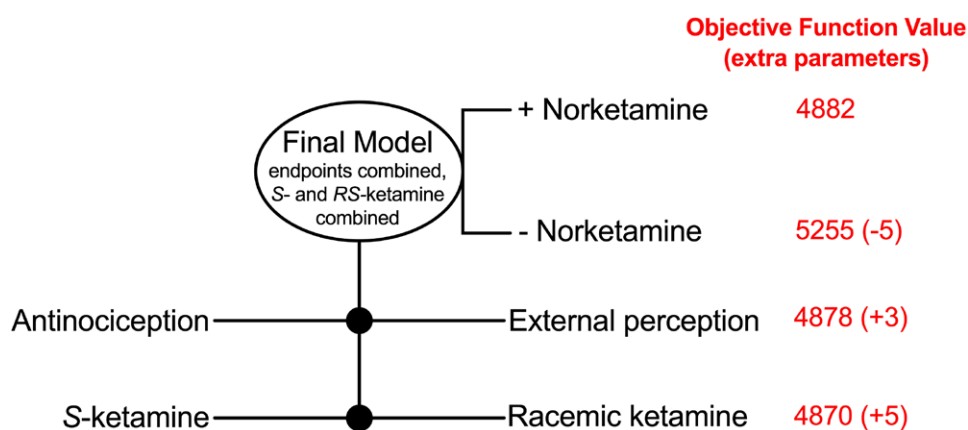 Objective Function Value
(extra parameters)
+ Norketamine 4882
Final Model
endpoints combined,
S- and RS-ketamine
combined
- Norketamine 5255 (-5)
Antinociception External perception 4878 (+3)
S-ketamine Racemic ketamine 4870 (+5)